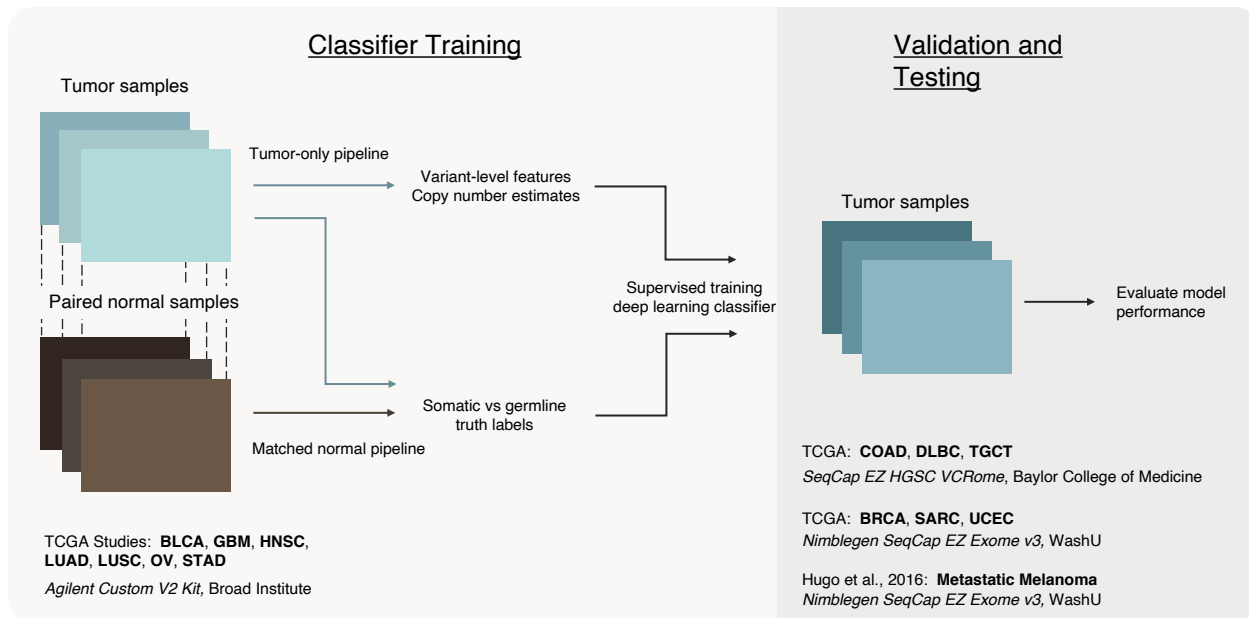 Classifier Training
Tumor samples
Tumor-only pipeline
Variant-level features
Copy number estimates
Paired normal samples
Supervised training
deep learning classifier
Somatic vs germline
truth labels
Matched normal pipeline
TCGA Studies: BLCA, GBM, HNSC,
LUAD, LUSC, OV, STAD
Agilent Custom V2 Kit, Broad Institute
Validation and
Testing
Tumor samples
Evaluate model
performance
TCGA: COAD, DLBC, TGCT
SeqCap EZ HGSC VCRome, Baylor College of Medicine
TCGA: BRCA, SARC, UCEC
Nimblegen SeqCap EZ Exome v3, WashU
Hugo et al., 2016: Metastatic Melanoma
Nimblegen SeqCap EZ Exome v3, WashU